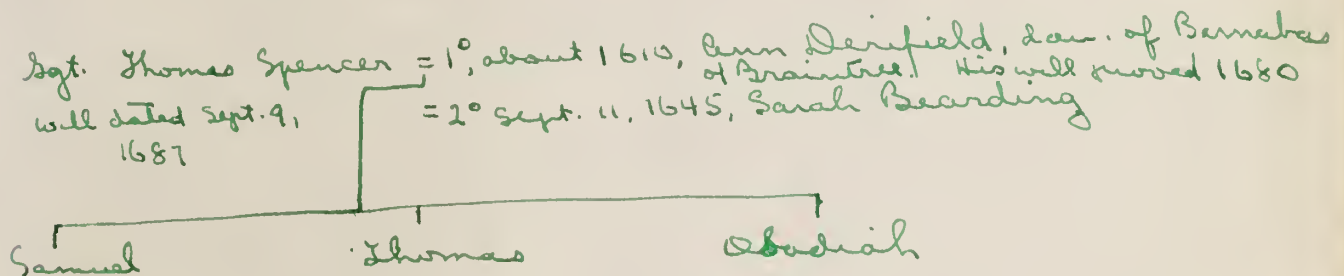 Sgt. Thomas Spencer = 1°, about 1610, Ann Derifield, dau. of Barnabas
of Braintree. His will proved 1680
will dated Sept. 9, = 2° Sept. 11, 1645, Sarah Bearding
1687
Samuel Thomas Obadiah